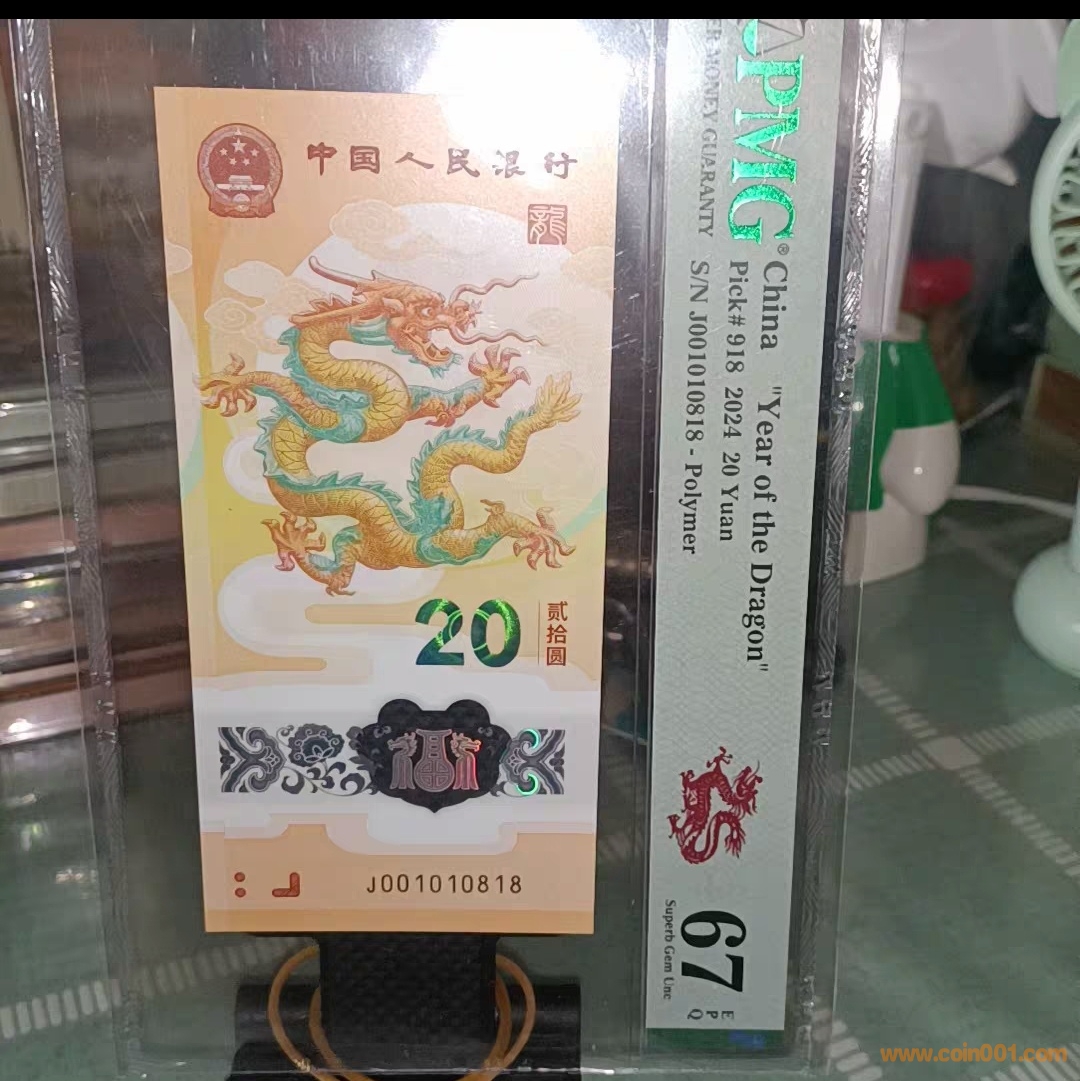 中国人民银行
龍
20
贰拾圆
J001010818
PMG®
ER MONEY GUARANTY
China "Year of the Dragon"
Pick# 918 2024 20 Yuan
S/N J001010818 - Polymer
67 EPQ
Superb Gem Unc
www.coin001.com